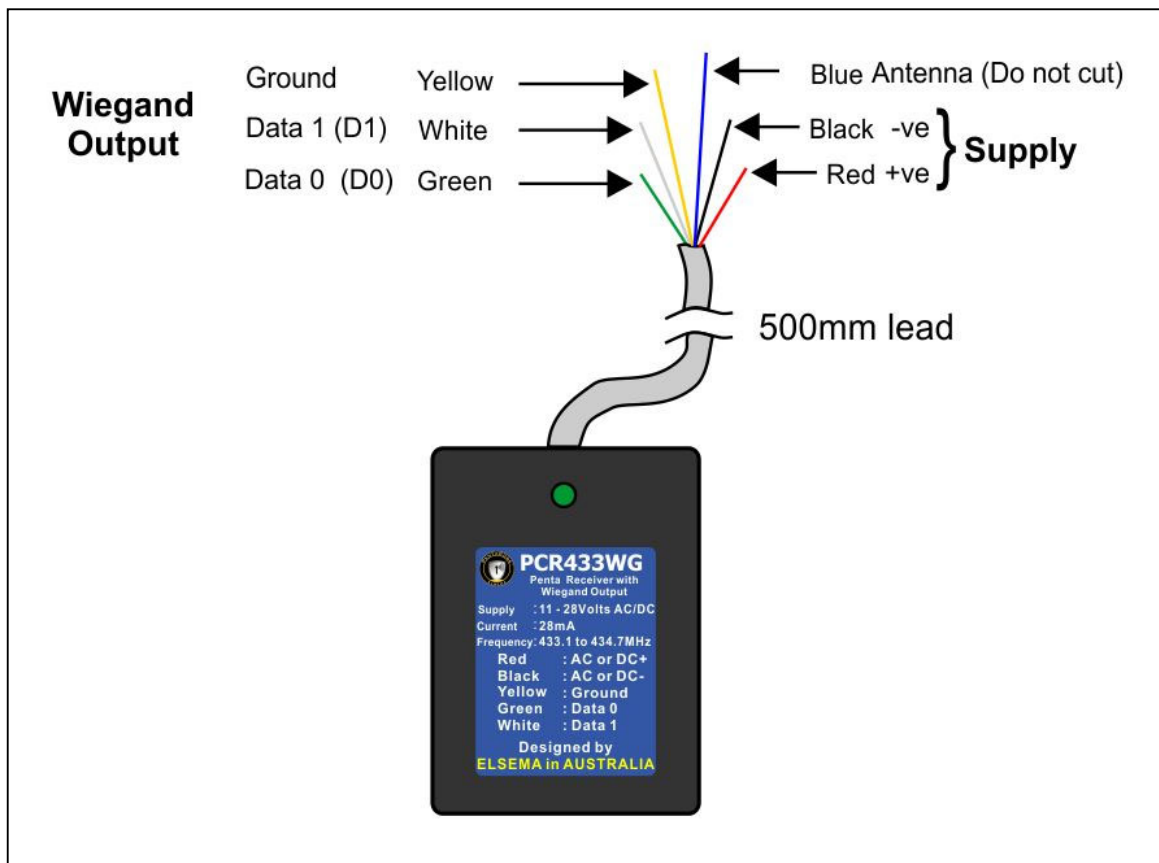 Wiegand
Output
Ground Yellow
Data 1 (D1) White
Data 0 (D0) Green
Blue Antenna (Do not cut)
Black -ve
Red +ve
} Supply
500mm lead
1
PCR433WG
Penta Receiver with
Wiegand Output
Supply : 11 - 28Volts AC/DC
Current : 28mA
Frequency: 433.1 to 434.7MHz
Red : AC or DC+
Black : AC or DC-
Yellow : Ground
Green : Data 0
White : Data 1
Designed by
ELSEMA in AUSTRALIA